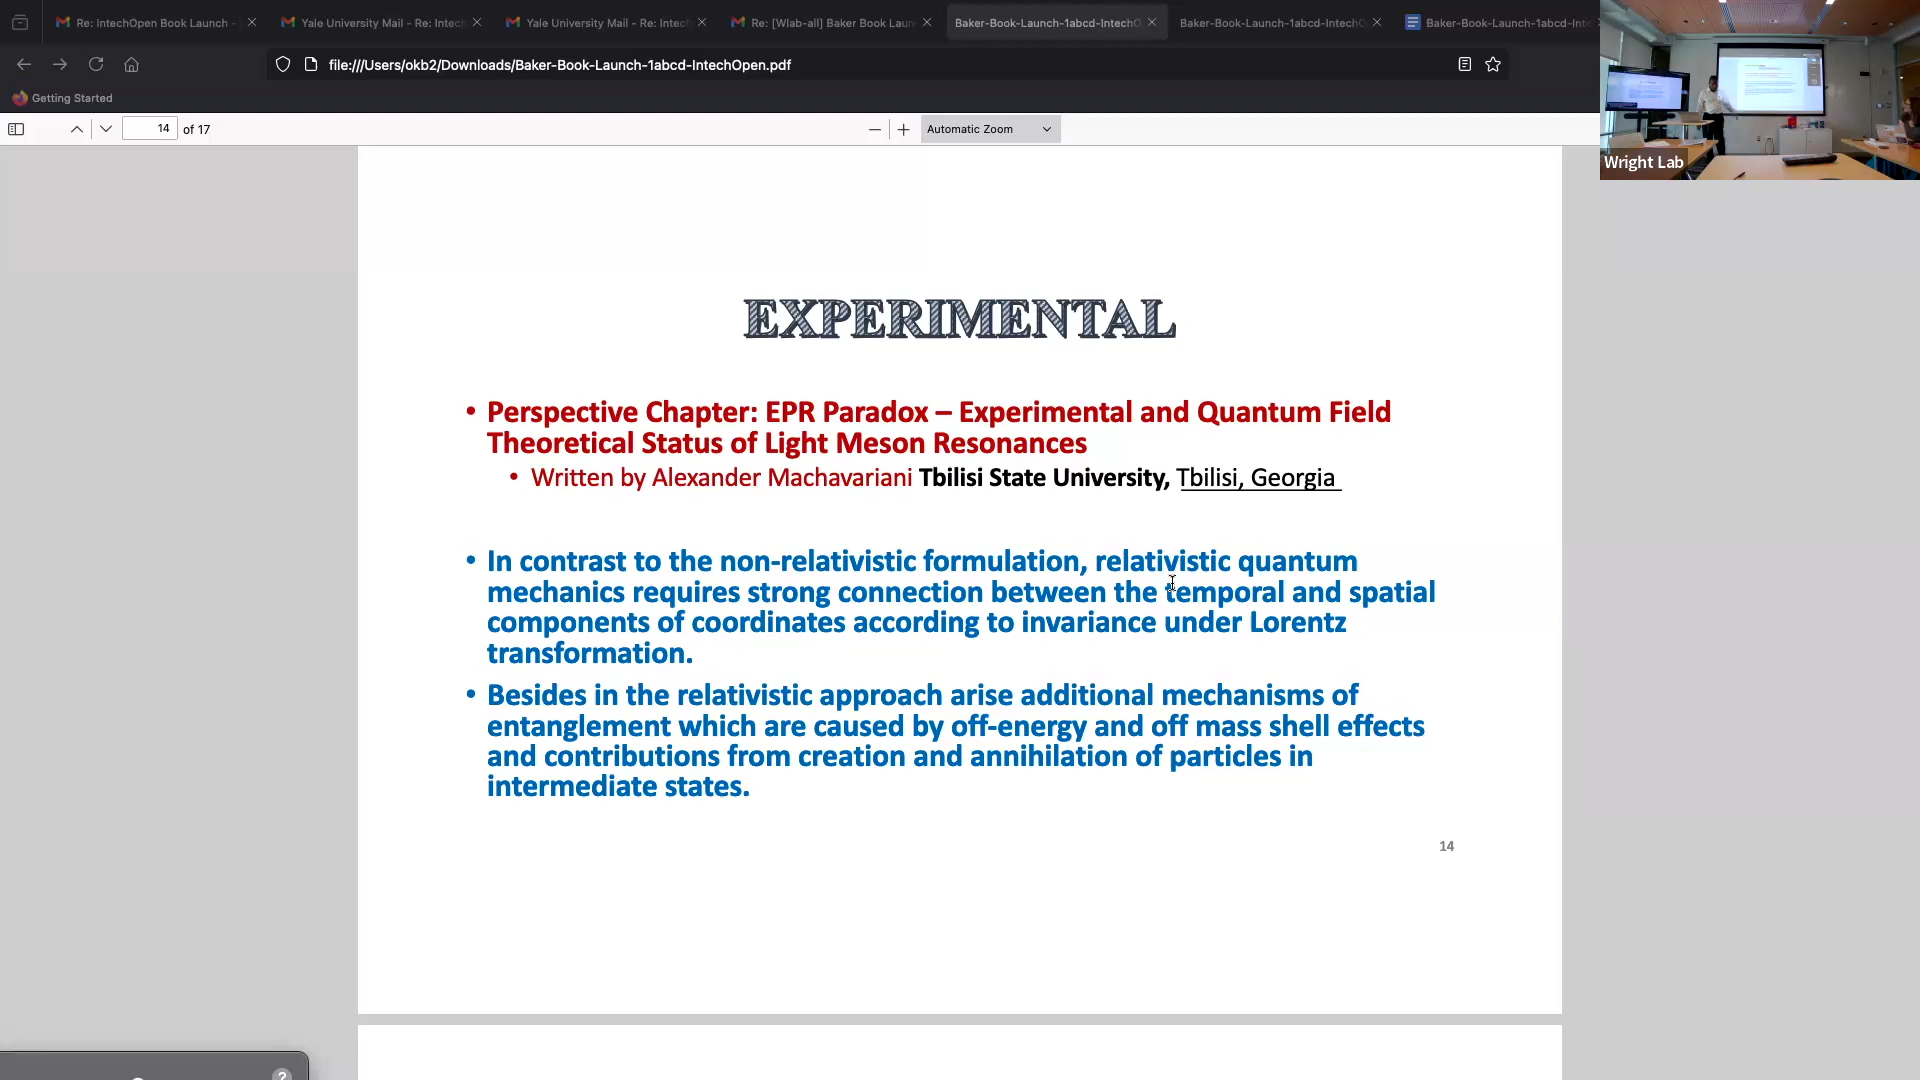 Re: IntechOpen Book Launch -
Yale University Mail - Re: Intech
Yale University Mail - Re: Intech
Re: [Wlab-all] Baker Book Laun
Baker-Book-Launch-1abcd-IntechO
Baker-Book-Launch-1abcd-IntechO
Baker-Book-Launch-1abcd-Inte
file:///Users/okb2/Downloads/Baker-Book-Launch-1abcd-IntechOpen.pdf
Getting Started
14 of 17
Automatic Zoom
Wright Lab
EXPERIMENTAL
• Perspective Chapter: EPR Paradox – Experimental and Quantum Field
Theoretical Status of Light Meson Resonances
• Written by Alexander Machavariani Tbilisi State University, Tbilisi, Georgia
• In contrast to the non-relativistic formulation, relativistic quantum
mechanics requires strong connection between the temporal and spatial
components of coordinates according to invariance under Lorentz
transformation.
• Besides in the relativistic approach arise additional mechanisms of
entanglement which are caused by off-energy and off mass shell effects
and contributions from creation and annihilation of particles in
intermediate states.
14
?